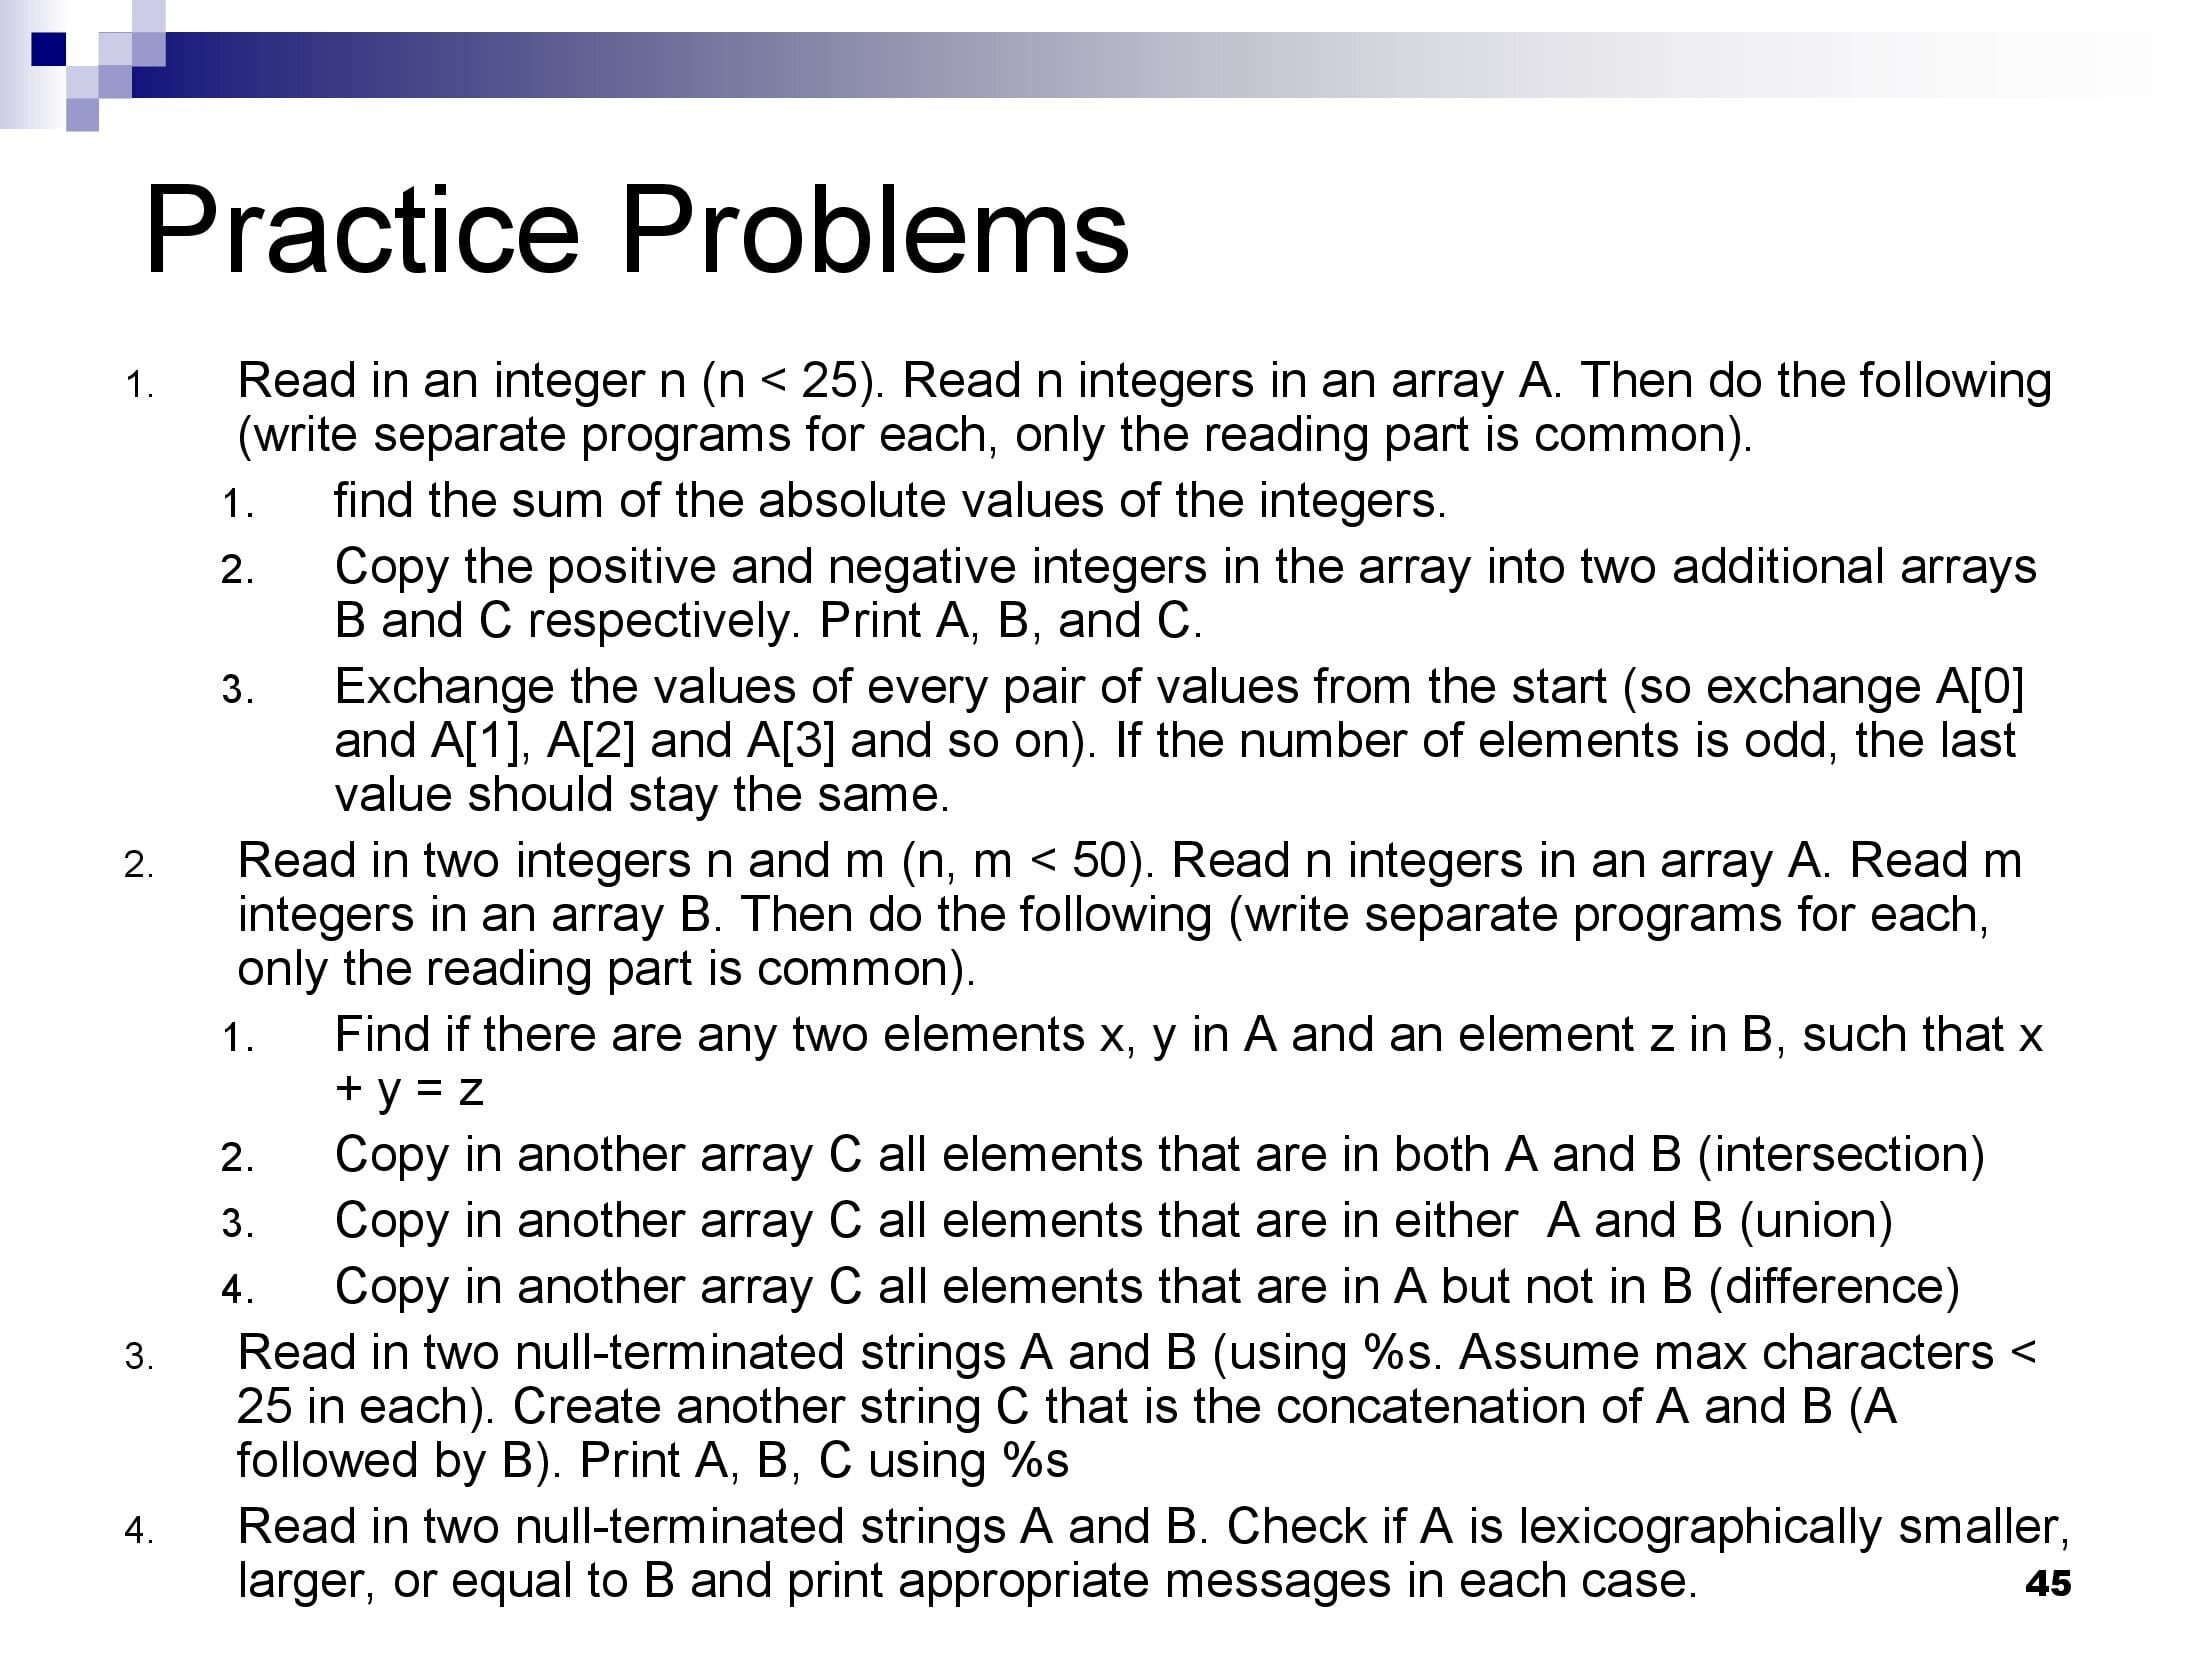 Practice Problems
1. Read in an integer n (n < 25). Read n integers in an array A. Then do the following
(write separate programs for each, only the reading part is common).
1. find the sum of the absolute values of the integers.
2. Copy the positive and negative integers in the array into two additional arrays
B and C respectively. Print A, B, and C.
3. Exchange the values of every pair of values from the start (so exchange A[0]
and A[1], A[2] and A[3] and so on). If the number of elements is odd, the last
value should stay the same.
2. Read in two integers n and m (n, m < 50). Read n integers in an array A. Read m
integers in an array B. Then do the following (write separate programs for each,
only the reading part is common).
1. Find if there are any two elements x, y in A and an element z in B, such that x
+ y = z
2. Copy in another array C all elements that are in both A and B (intersection)
3. Copy in another array C all elements that are in either  A and B (union)
4. Copy in another array C all elements that are in A but not in B (difference)
3. Read in two null-terminated strings A and B (using %s. Assume max characters <
25 in each). Create another string C that is the concatenation of A and B (A
followed by B). Print A, B, C using %s
4. Read in two null-terminated strings A and B. Check if A is lexicographically smaller,
larger, or equal to B and print appropriate messages in each case.
45